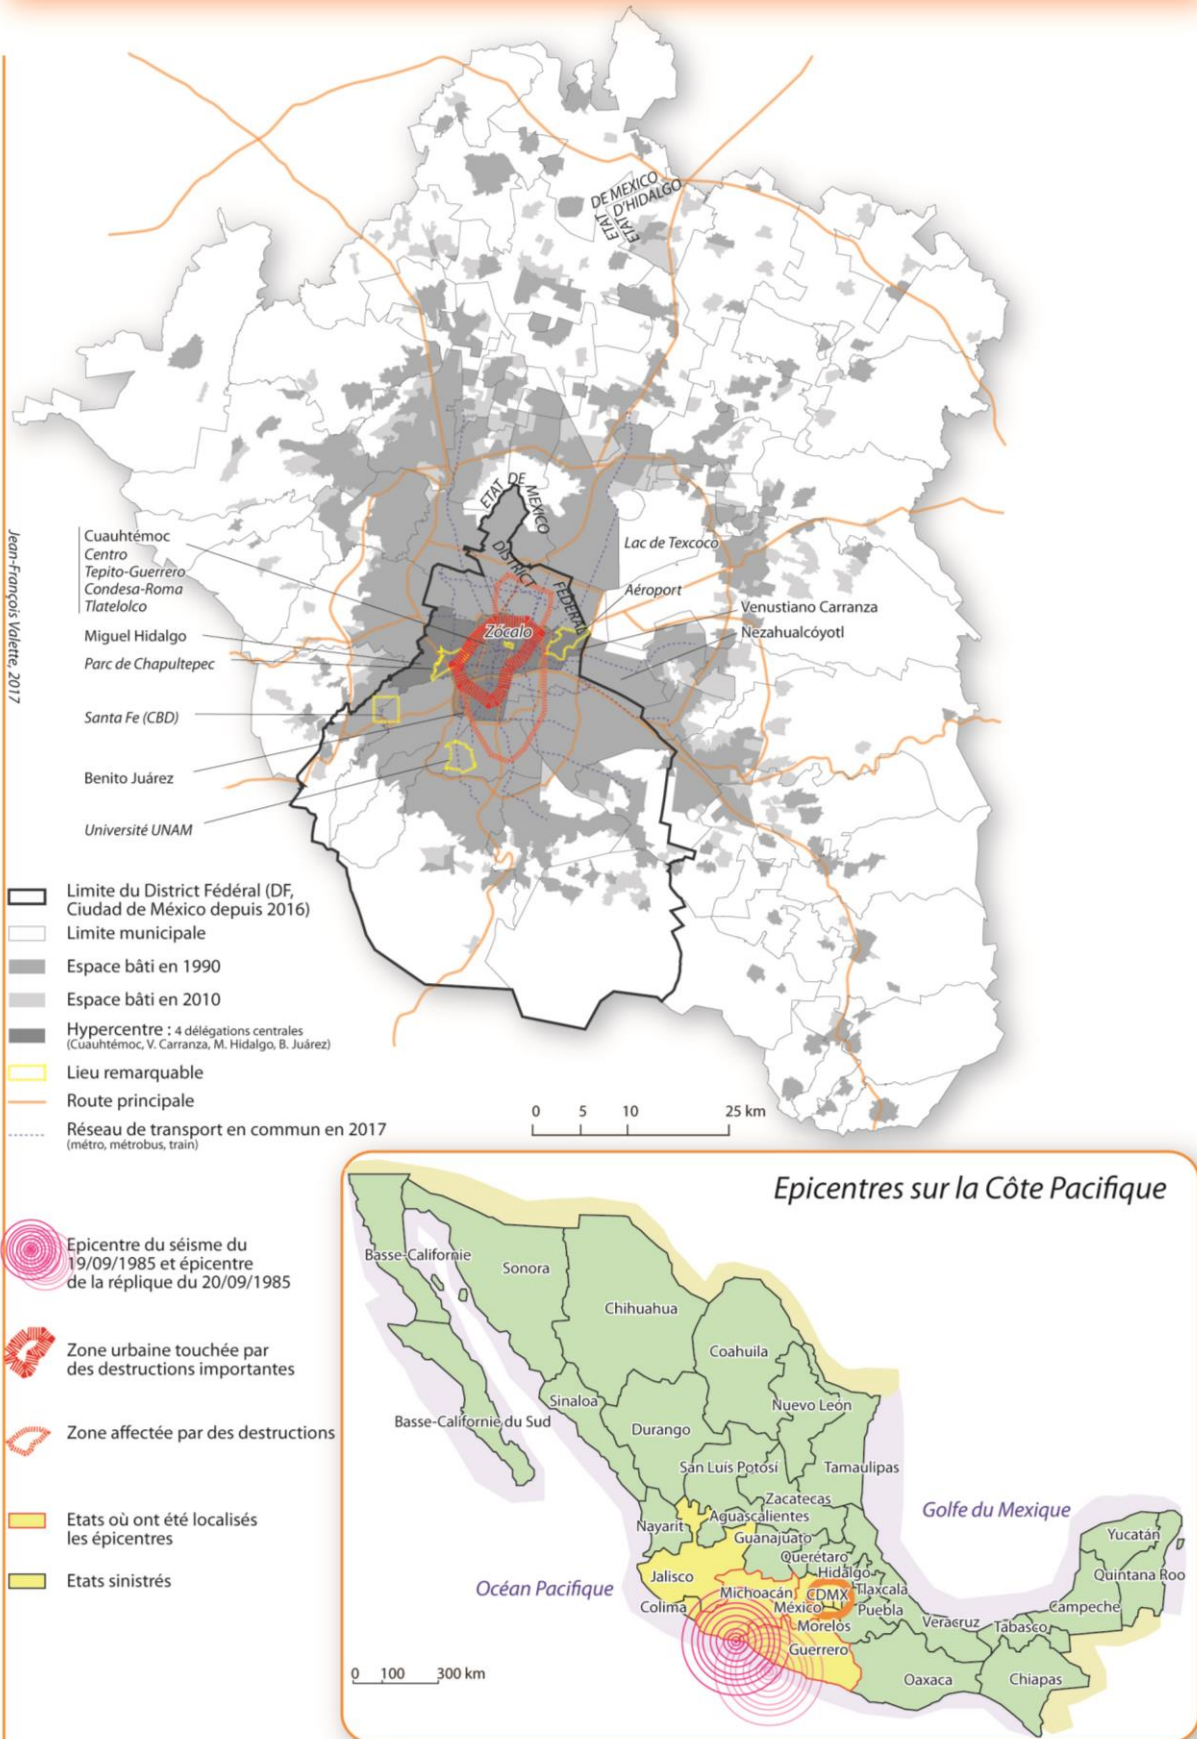 ETAT DE MEXICO
ETAT D'HIDALGO
ETAT DE MEXICO
DISTRICT FÉDÉRAL
Lac de Texcoco
Aéroport
Venustiano Carranza
Nezahualcóyotl
Zócalo
Cuauhtémoc
Centro
Tepito-Guerrero
Condesa-Roma
Tlatelolco
Miguel Hidalgo
Parc de Chapultepec
Santa Fe (CBD)
Benito Juárez
Université UNAM
Jean-François Valette, 2017
Limite du District Fédéral (DF,
Ciudad de México depuis 2016)
Limite municipale
Espace bâti en 1990
Espace bâti en 2010
Hypercentre : 4 délégations centrales
(Cuauhtémoc, V. Carranza, M. Hidalgo, B. Juárez)
Lieu remarquable
Route principale
Réseau de transport en commun en 2017
(métro, métrobus, train)
0 5 10 25 km
Epicentre du séisme du
19/09/1985 et épicentre
de la réplique du 20/09/1985
Zone urbaine touchée par
des destructions importantes
Zone affectée par des destructions
Etats où ont été localisés
les épicentres
Etats sinistrés
Epicentres sur la Côte Pacifique
Basse-Californie
Sonora
Chihuahua
Coahuila
Sinaloa
Nuevo León
Basse-Californie du Sud
Durango
San Luís Potosí
Tamaulipas
Zacatecas
Aguascalientes
Nayarit
Guanajuato
Golfe du Mexique
Yucatán
Querétaro
Hidalgo
Quintana Roo
Jalisco
Océan Pacifique
Michoacán
CDMX
Tlaxcala
Colima
México
Puebla
Campeche
Morelos
Veracruz
Tabasco
Guerrero
Oaxaca
Chiapas
0 100 300 km